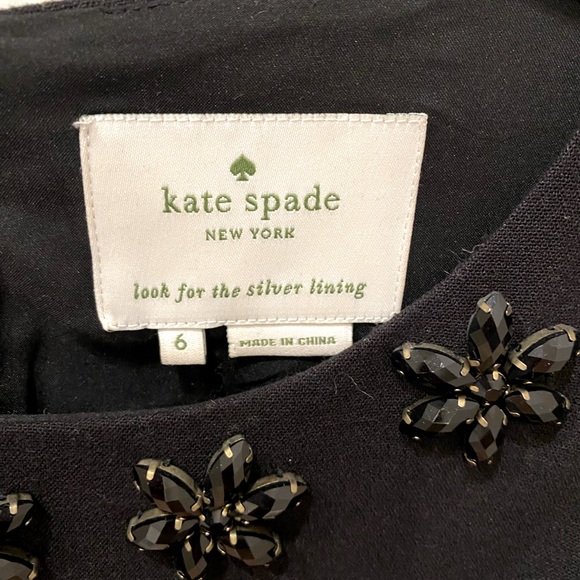 kate spade
NEW YORK
look for the silver lining
6
MADE IN CHINA